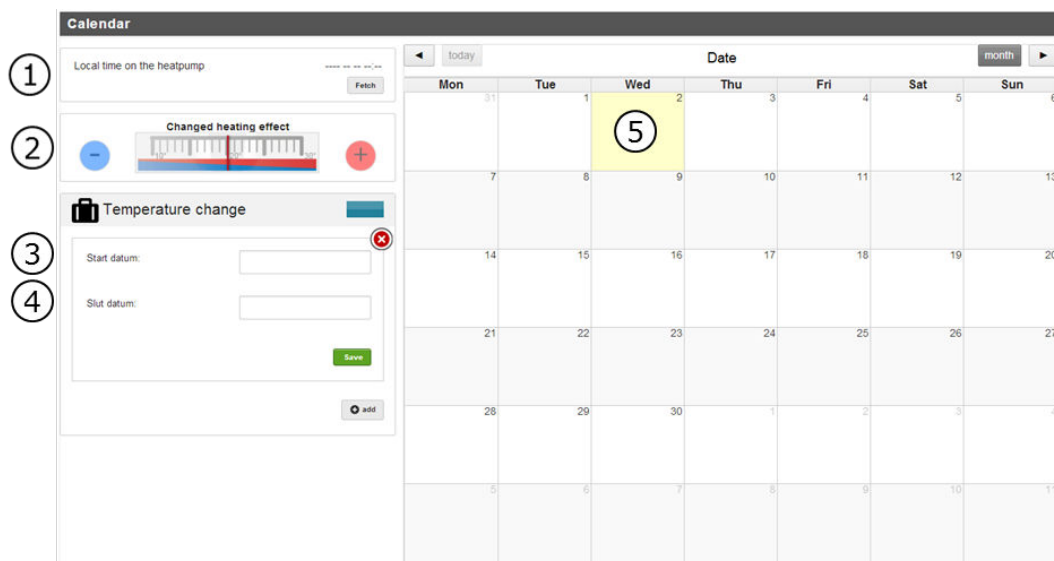 Calendar
1
Local time on the heatpump ---- -- -- --:--
Fetch
2
Changed heating effect
- 10° 20° 30° +
Temperature change
3
Start datum:
4
Slut datum:
Save
add
today Date month
Mon Tue Wed Thu Fri Sat Sun
31 1 2 3 4 5 6
5
7 8 9 10 11 12 13
14 15 16 17 18 19 20
21 22 23 24 25 26 27
28 29 30 1 2 3 4
5 6 7 8 9 10 11